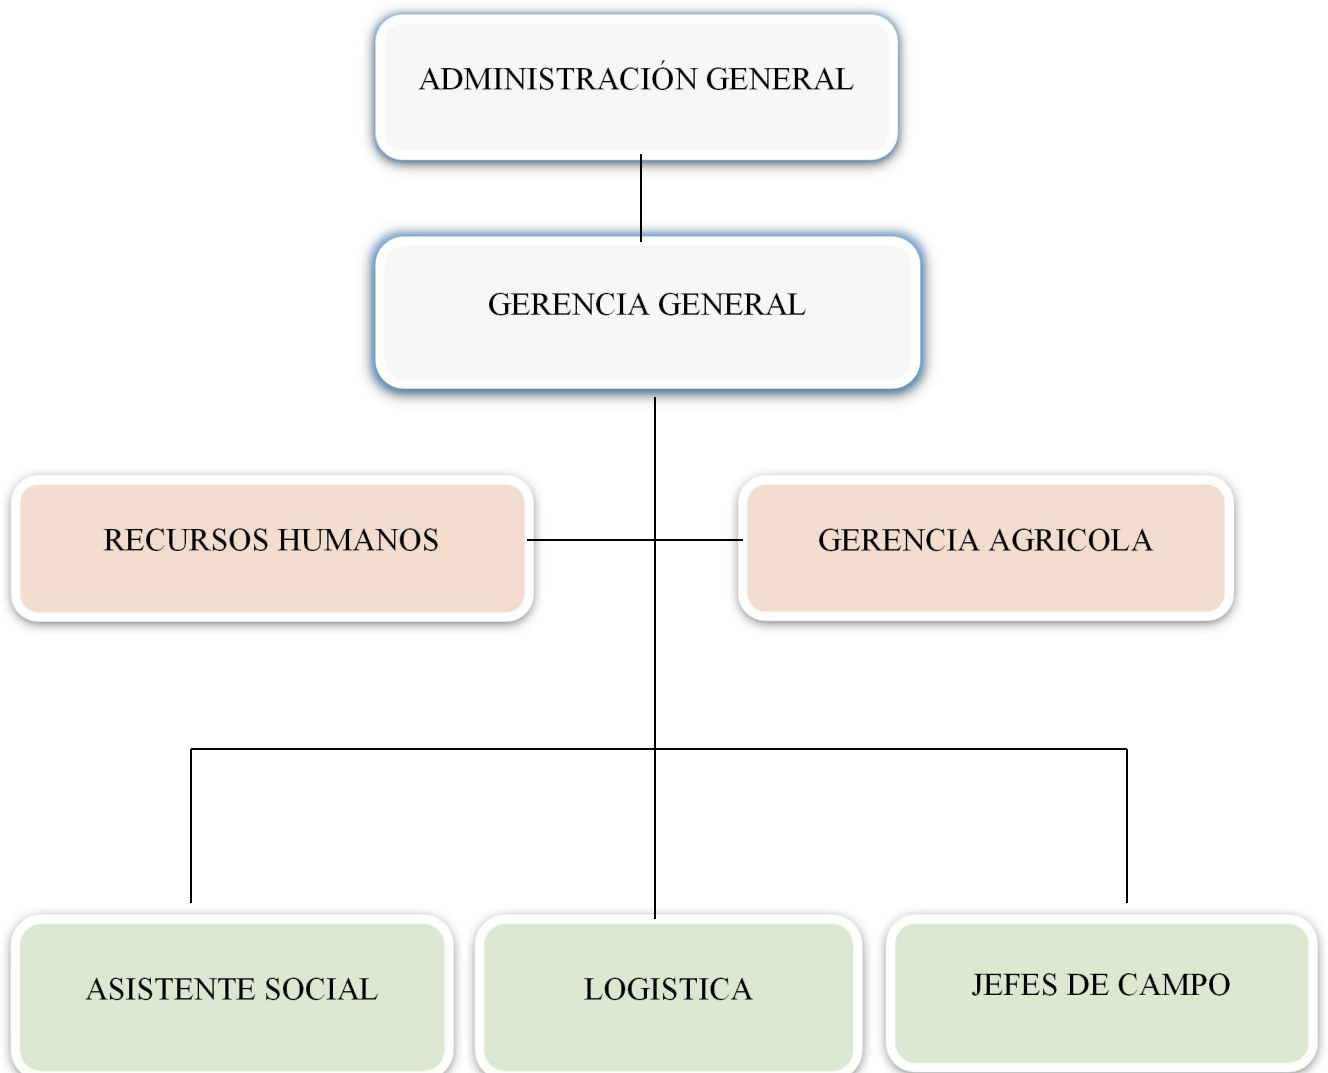 ADMINISTRACIÓN GENERAL
GERENCIA GENERAL
RECURSOS HUMANOS
GERENCIA AGRICOLA
ASISTENTE SOCIAL
LOGISTICA
JEFES DE CAMPO